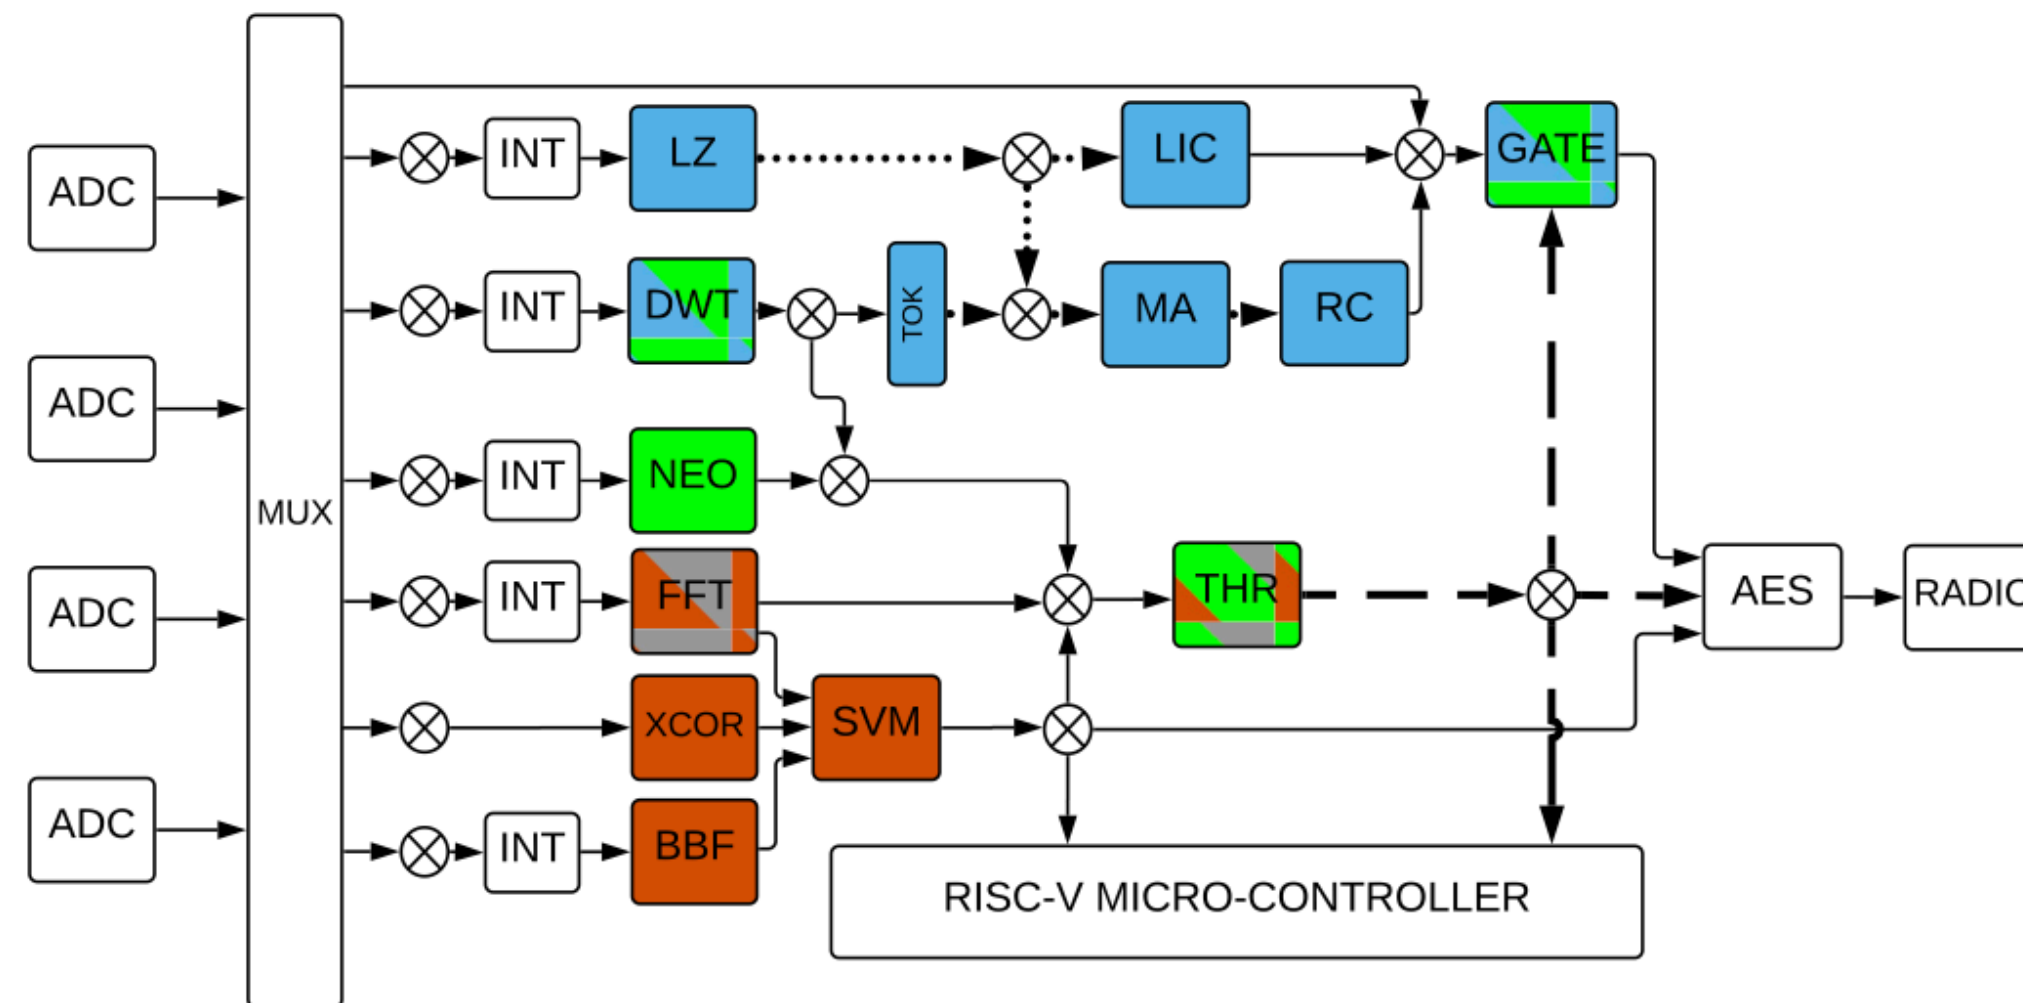 ADC
ADC
ADC
ADC
MUX
INT
LZ
LIC
GATE
INT
DWT
TOK
MA
RC
INT
NEO
INT
FFT
THR
AES
RADIO
XCOR
SVM
INT
BBF
RISC-V MICRO-CONTROLLER